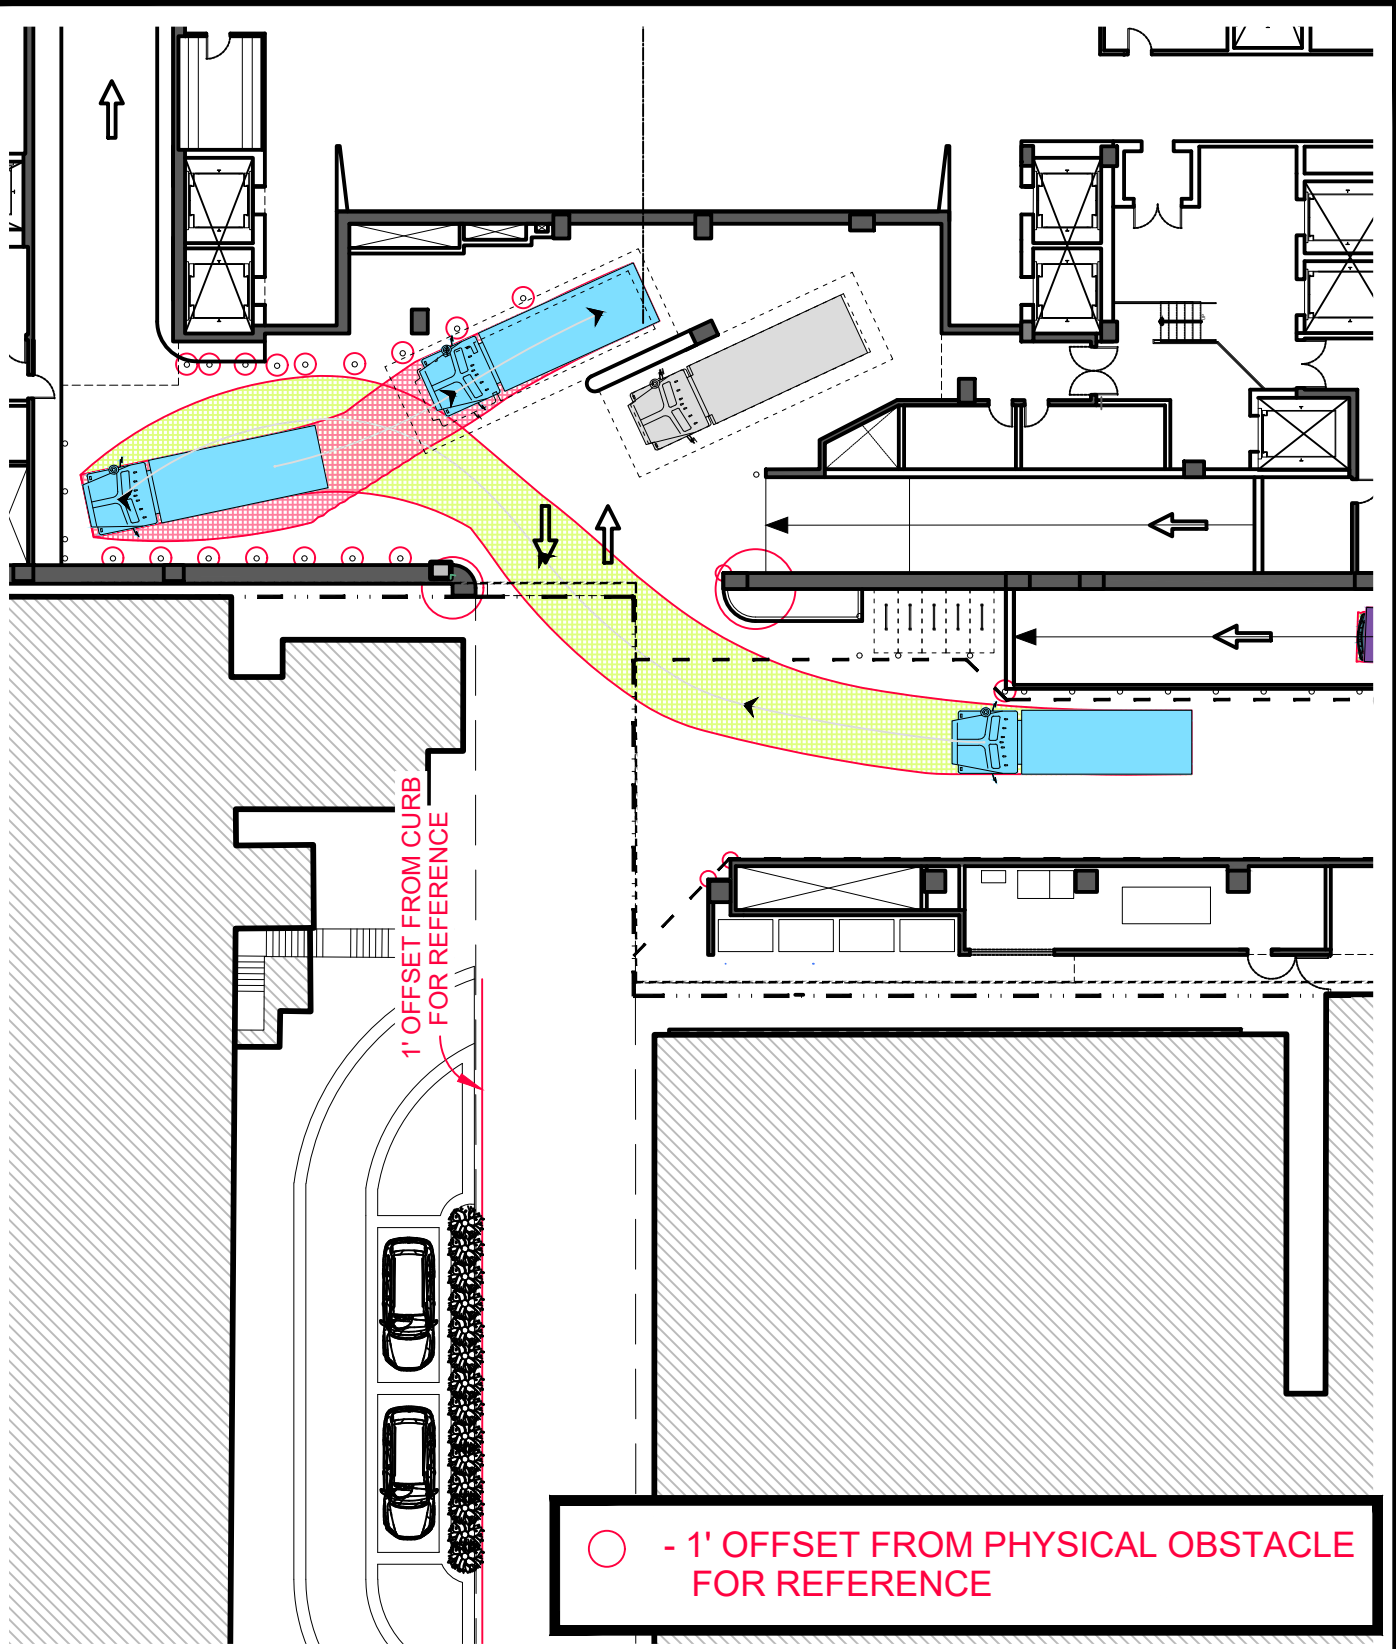 1' OFFSET FROM CURB
FOR REFERENCE
- 1' OFFSET FROM PHYSICAL OBSTACLE
FOR REFERENCE